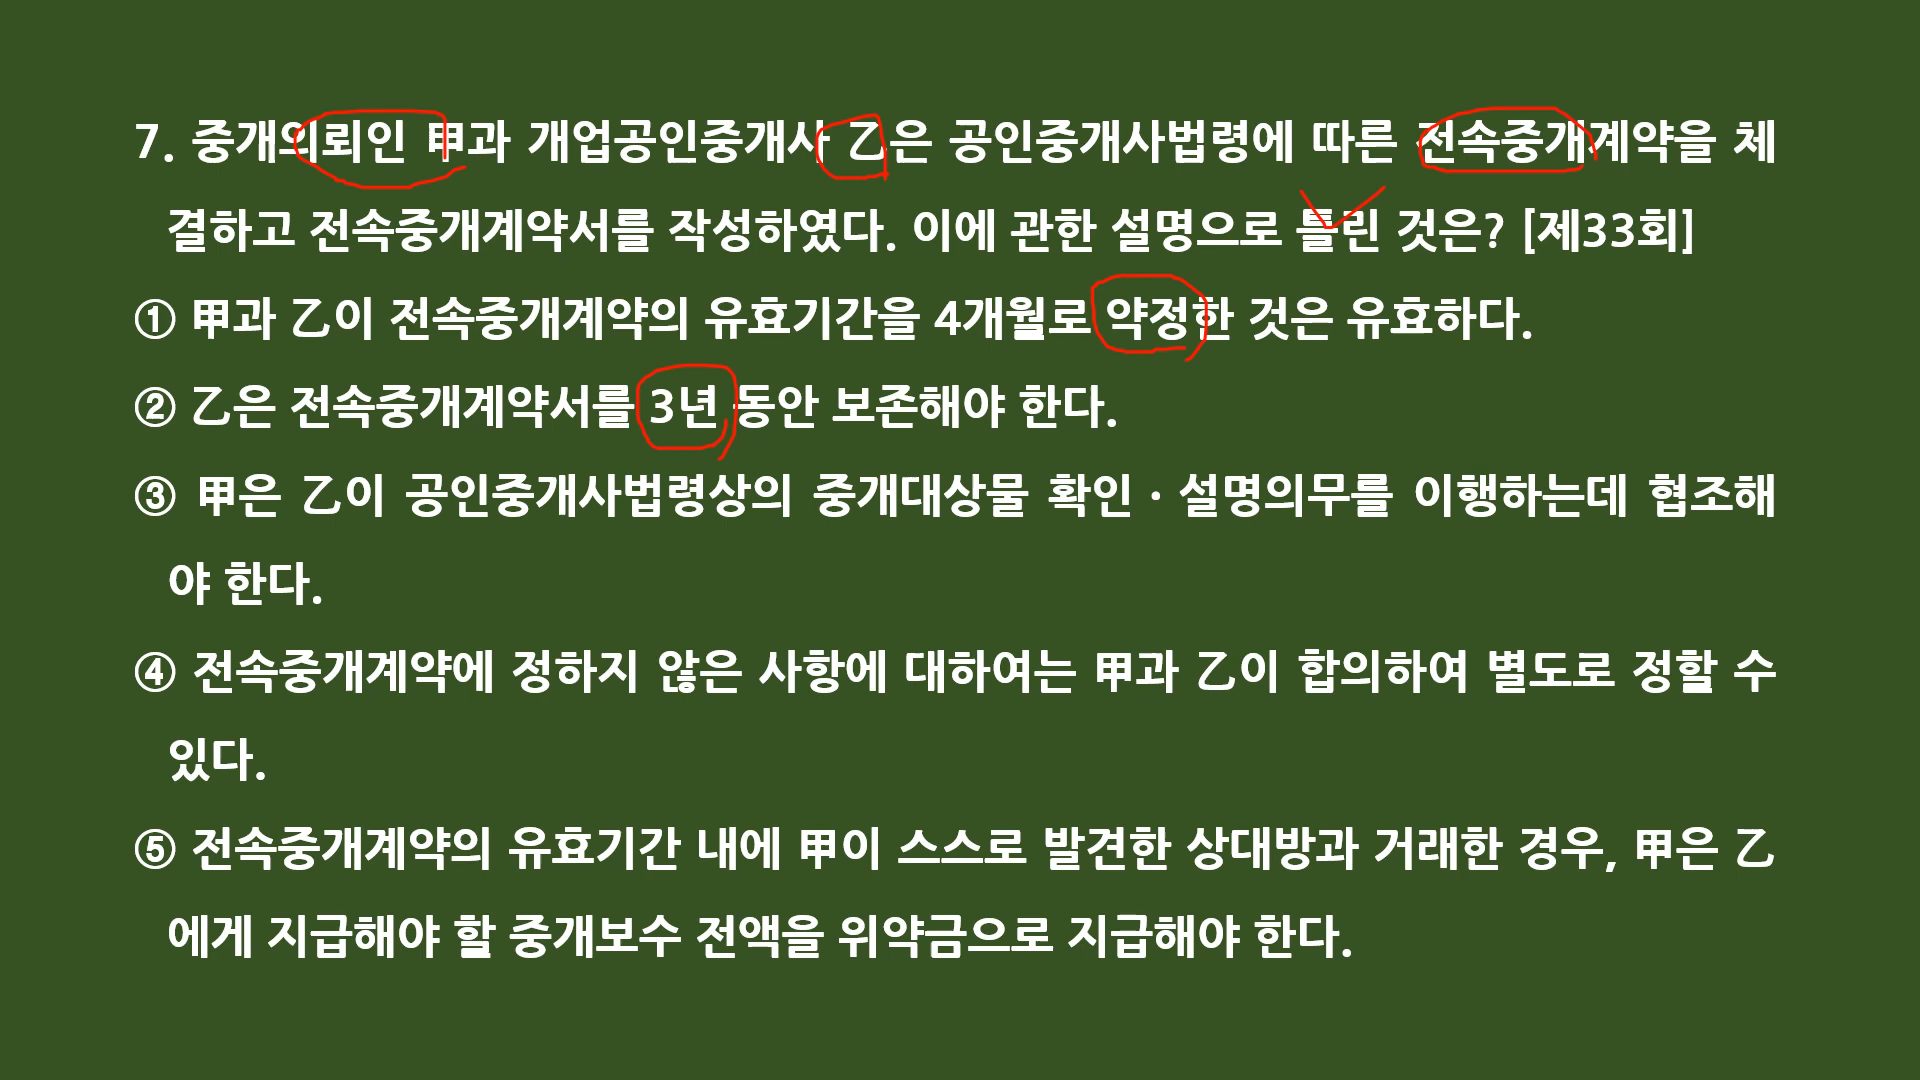 7. 중개의뢰인 甲과 개업공인중개사 乙은 공인중개사법령에 따른 전속중개계약을 체
결하고 전속중개계약서를 작성하였다. 이에 관한 설명으로 틀린 것은? [제33회]
① 甲과 乙이 전속중개계약의 유효기간을 4개월로 약정한 것은 유효하다.
② 乙은 전속중개계약서를 3년 동안 보존해야 한다.
③ 甲은 乙이 공인중개사법령상의 중개대상물 확인 · 설명의무를 이행하는데 협조해
야 한다.
④ 전속중개계약에 정하지 않은 사항에 대하여는 甲과 乙이 합의하여 별도로 정할 수
있다.
⑤ 전속중개계약의 유효기간 내에 甲이 스스로 발견한 상대방과 거래한 경우, 甲은 乙
에게 지급해야 할 중개보수 전액을 위약금으로 지급해야 한다.